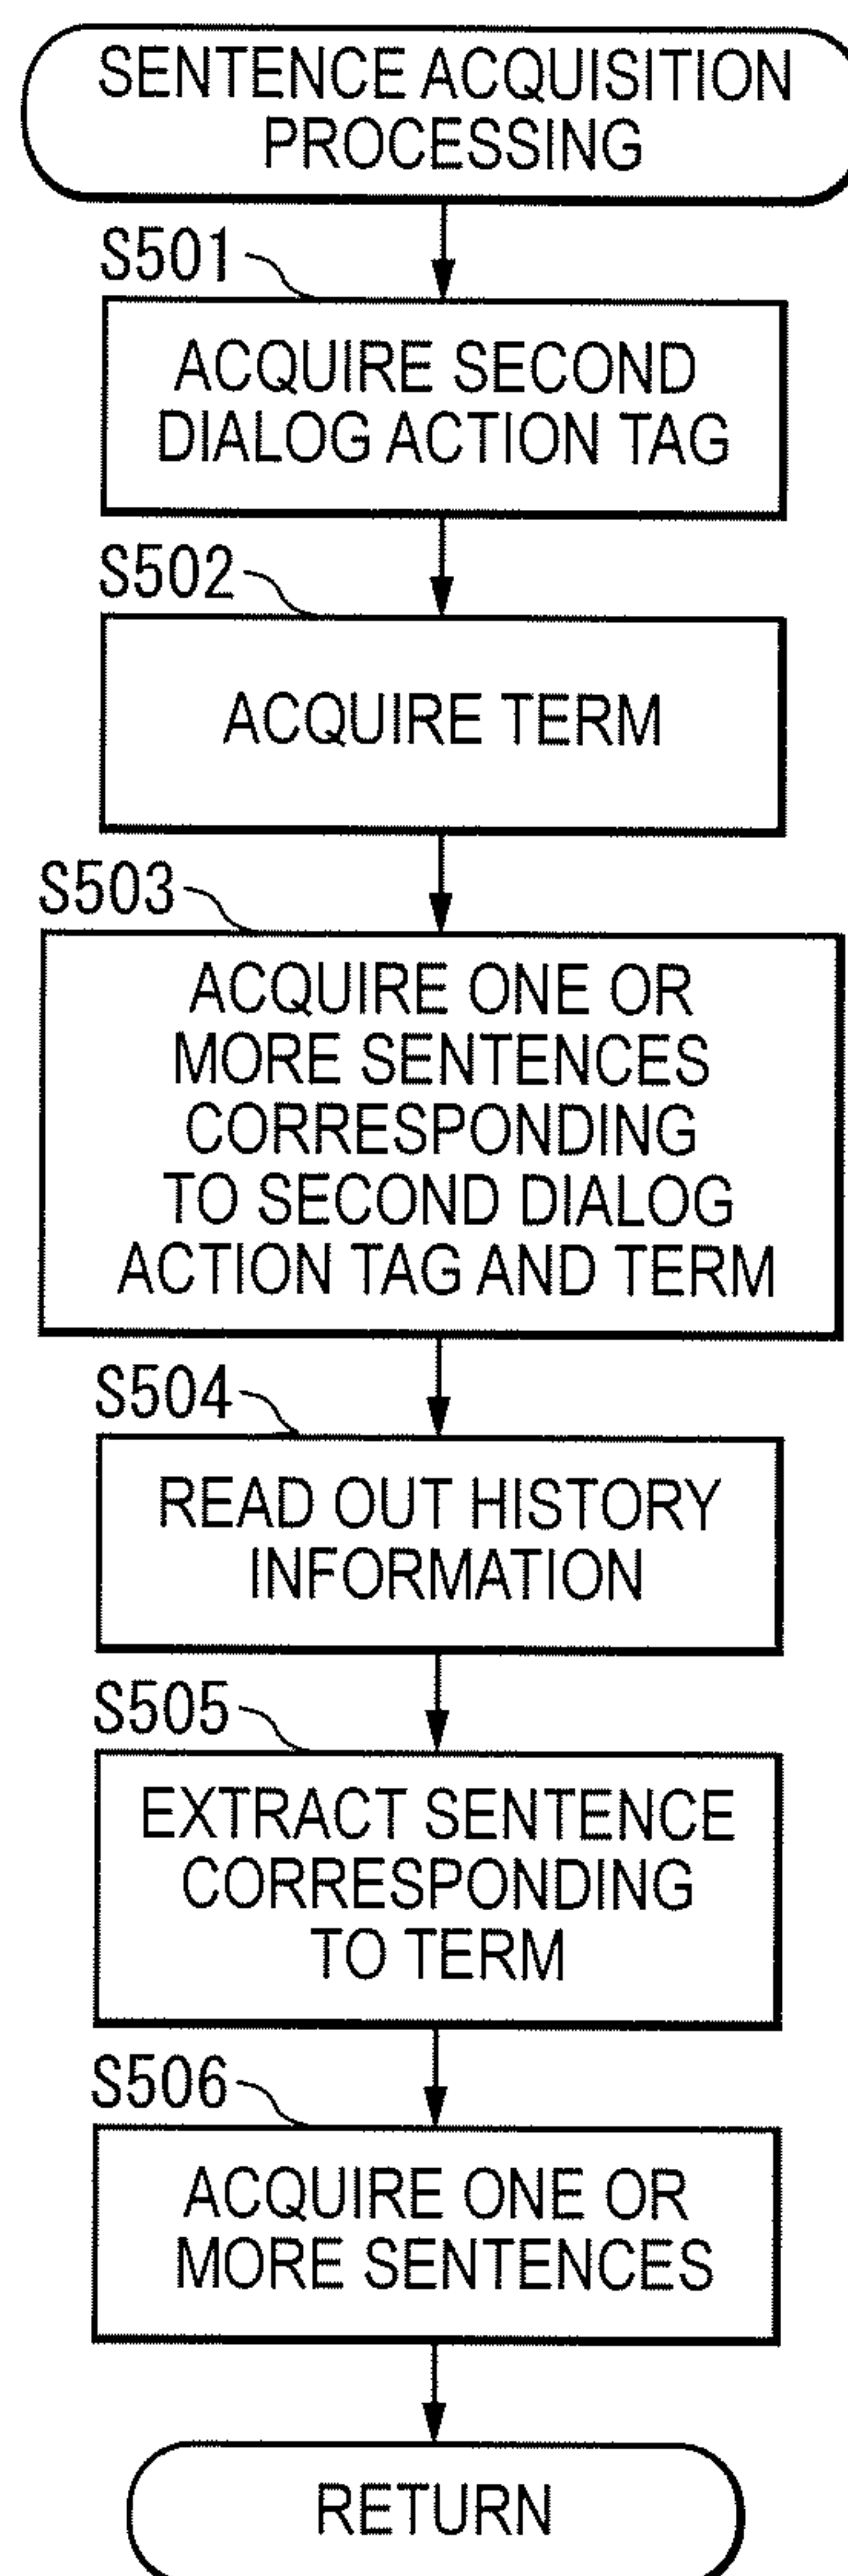 SENTENCE ACQUISITION
PROCESSING
S501
ACQUIRE SECOND
DIALOG ACTION TAG
S502
ACQUIRE TERM
S503
ACQUIRE ONE OR
MORE SENTENCES
CORRESPONDING
TO SECOND DIALOG
ACTION TAG AND TERM
S504
READ OUT HISTORY
INFORMATION
S505
EXTRACT SENTENCE
CORRESPONDING
TO TERM
S506
ACQUIRE ONE OR
MORE SENTENCES
RETURN